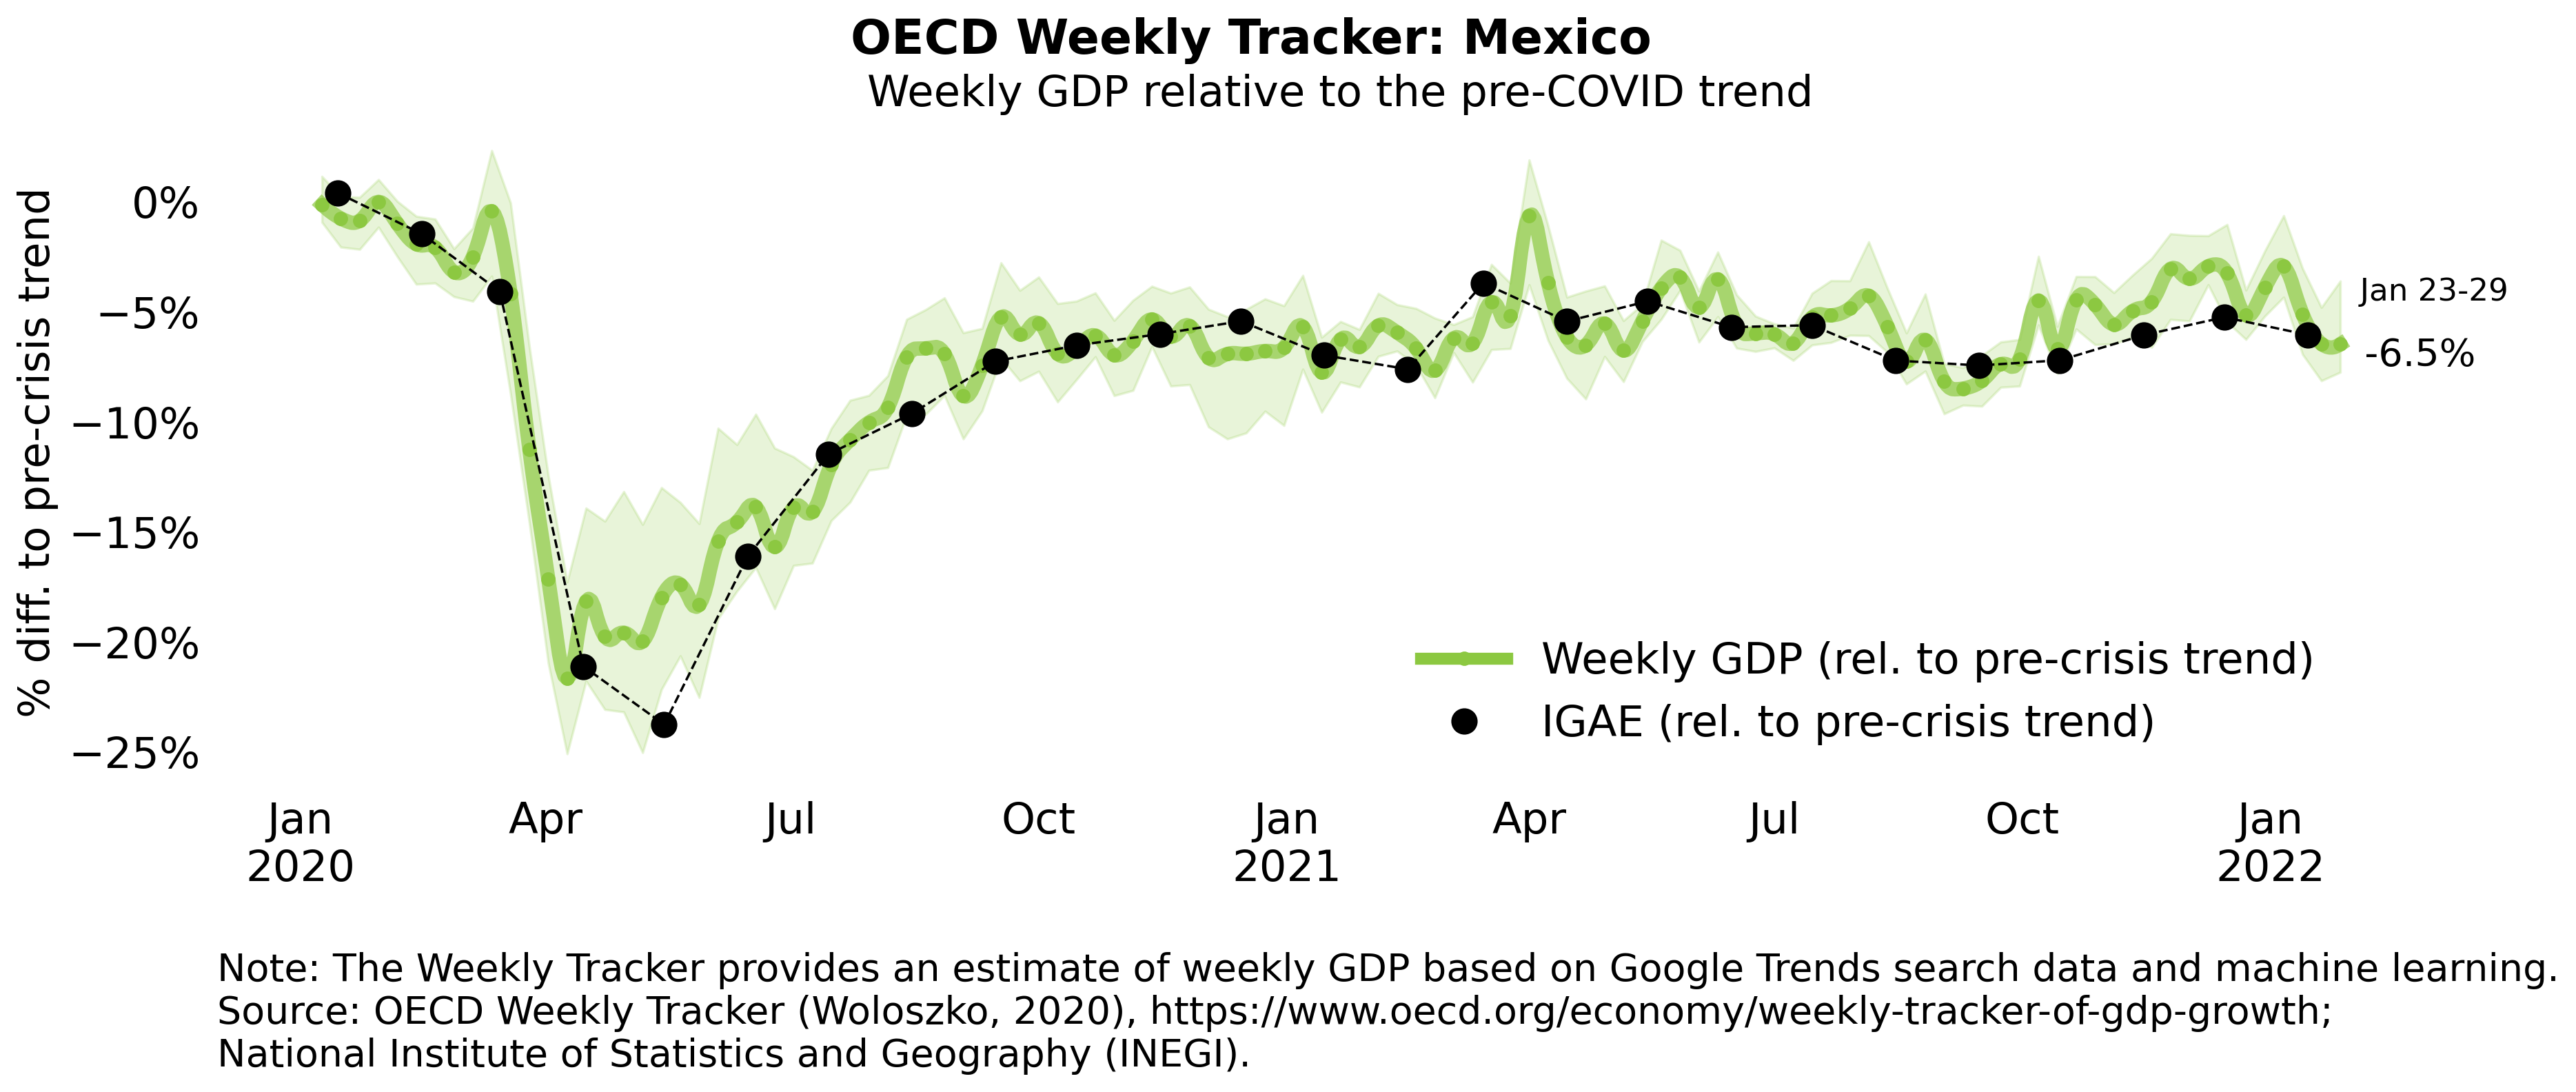 OECD Weekly Tracker: Mexico
Weekly GDP relative to the pre-COVID trend
% diff. to pre-crisis trend
0%
−5%
−10%
−15%
−20%
−25%
Jan 23-29
-6.5%
Weekly GDP (rel. to pre-crisis trend)
IGAE (rel. to pre-crisis trend)
Jan Apr Jul Oct Jan Apr Jul Oct Jan
2020 2021 2022
Note: The Weekly Tracker provides an estimate of weekly GDP based on Google Trends search data and machine learning.
Source: OECD Weekly Tracker (Woloszko, 2020), https://www.oecd.org/economy/weekly-tracker-of-gdp-growth;
National Institute of Statistics and Geography (INEGI).